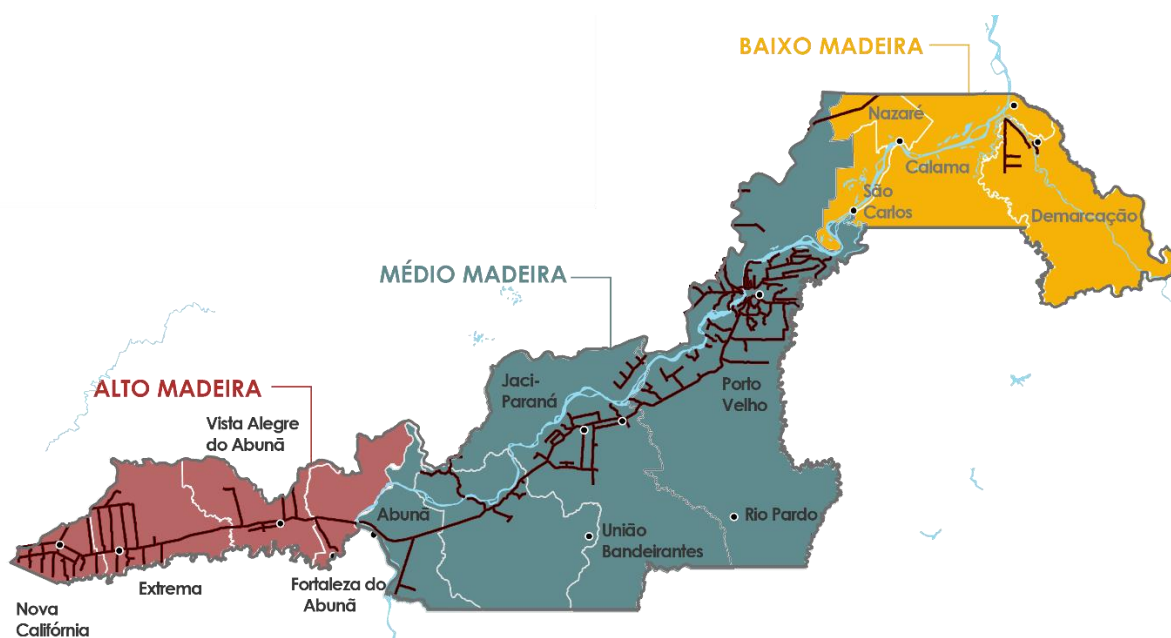 BAIXO MADEIRA
Nazaré
Calama
São
Carlos
Demarcação
MÉDIO MADEIRA
Jaci-
Paraná
Porto
Velho
ALTO MADEIRA
Vista Alegre
do Abunã
Abunã
Rio Pardo
União
Bandeirantes
Extrema
Fortaleza do
Abunã
Nova
Califórnia